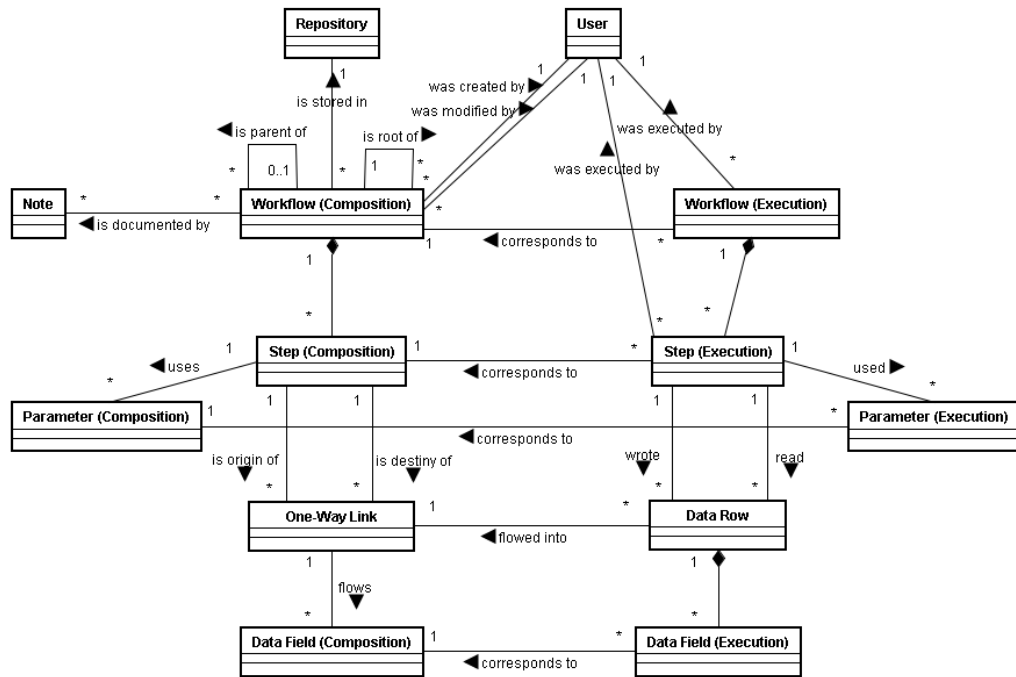 Repository
User
1
1
1
1
1
was created by
is stored in
was modified by
◄ is parent of
is root of ►
was executed by
0..1
1
*
*
*
*
was executed by
*
*
Note
*
*
Workflow (Composition)
*
Workflow (Execution)
◄ is documented by
1
◄ corresponds to
*
1
1
*
*
*
◄ uses
1
Step (Composition)
1
*
Step (Execution)
1
used ►
◄ corresponds to
*
*
Parameter (Composition)
1
1
1
1
1
*
Parameter (Execution)
◄ corresponds to
is origin of
is destiny of
wrote
read
*
*
*
*
One-Way Link
1
*
Data Row
◄ flowed into
1
1
flows
*
*
Data Field (Composition)
1
*
Data Field (Execution)
◄ corresponds to